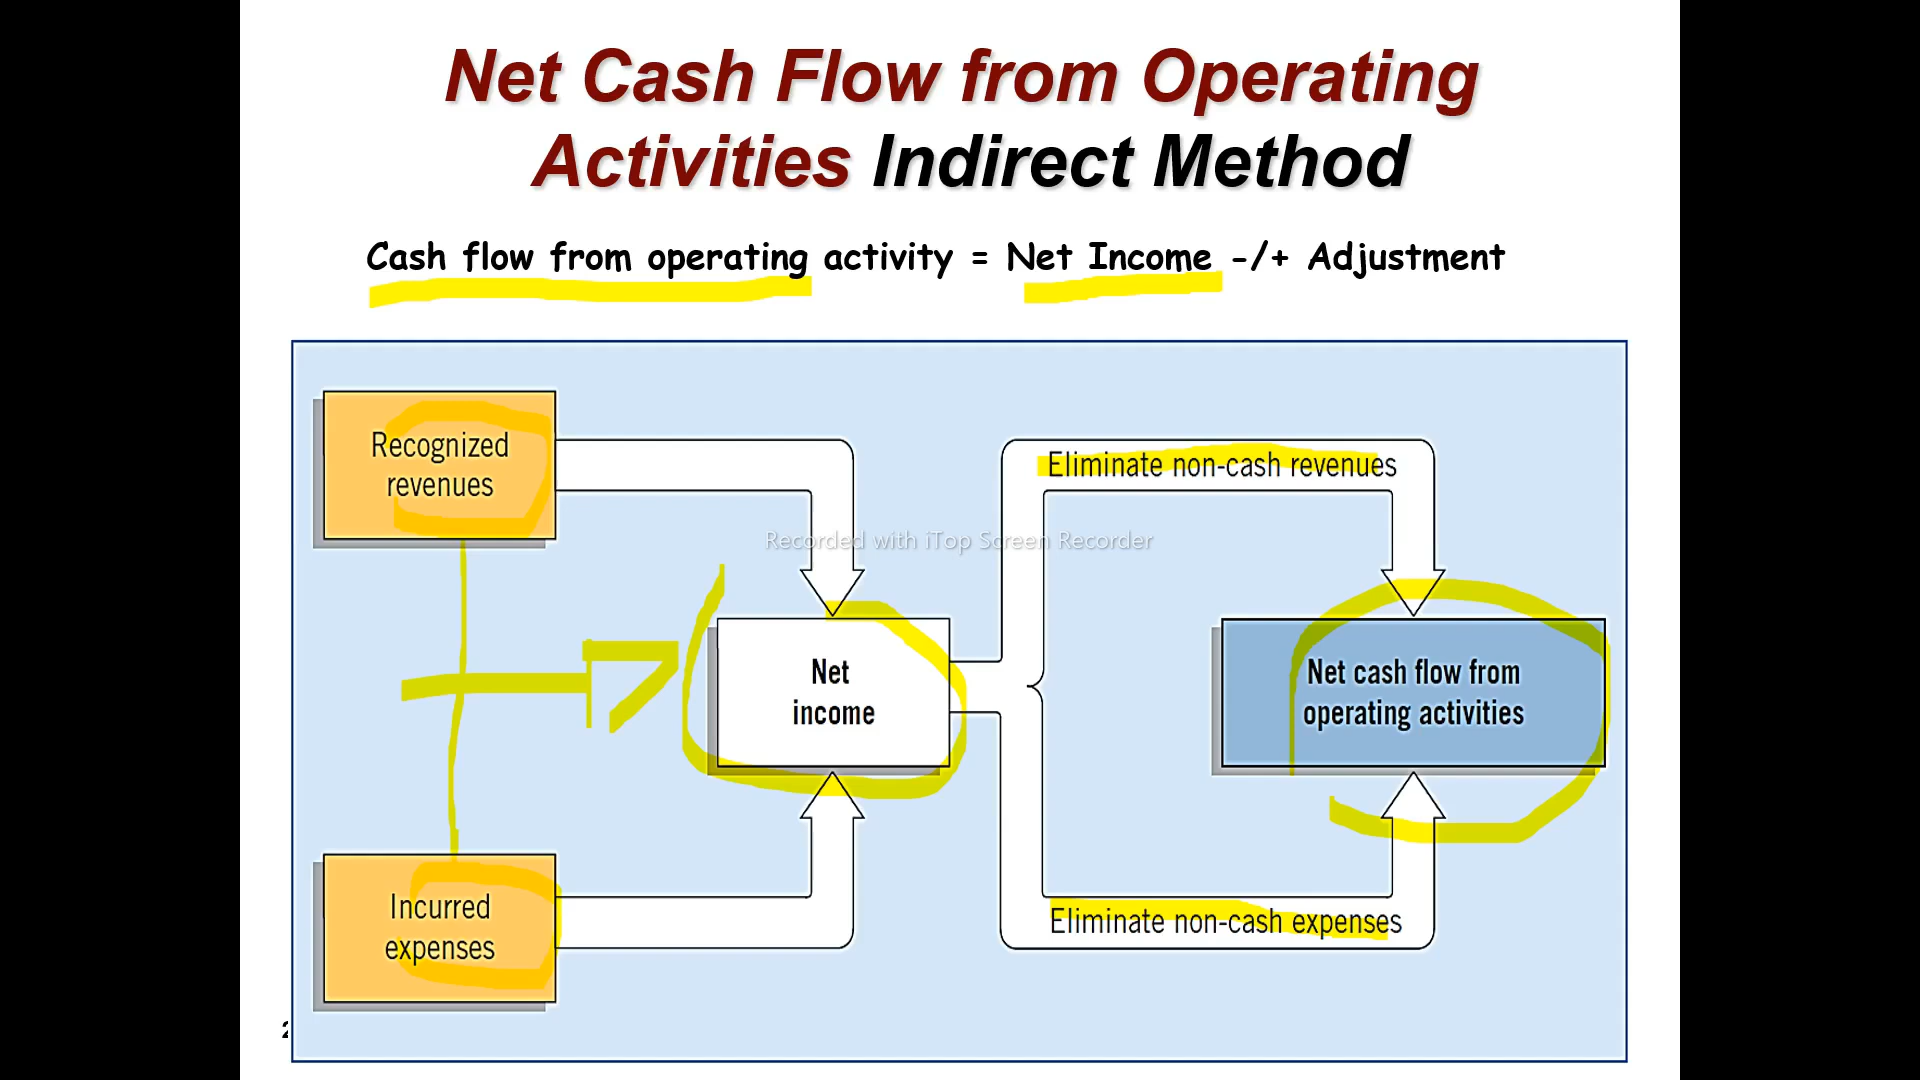 Net Cash Flow from Operating
Activities Indirect Method
Cash flow from operating activity = Net Income -/+ Adjustment
Recognized
revenues
Eliminate non-cash revenues
Recorded with iTop Screen Recorder
Net
income
Net cash flow from
operating activities
Incurred
expenses
Eliminate non-cash expenses